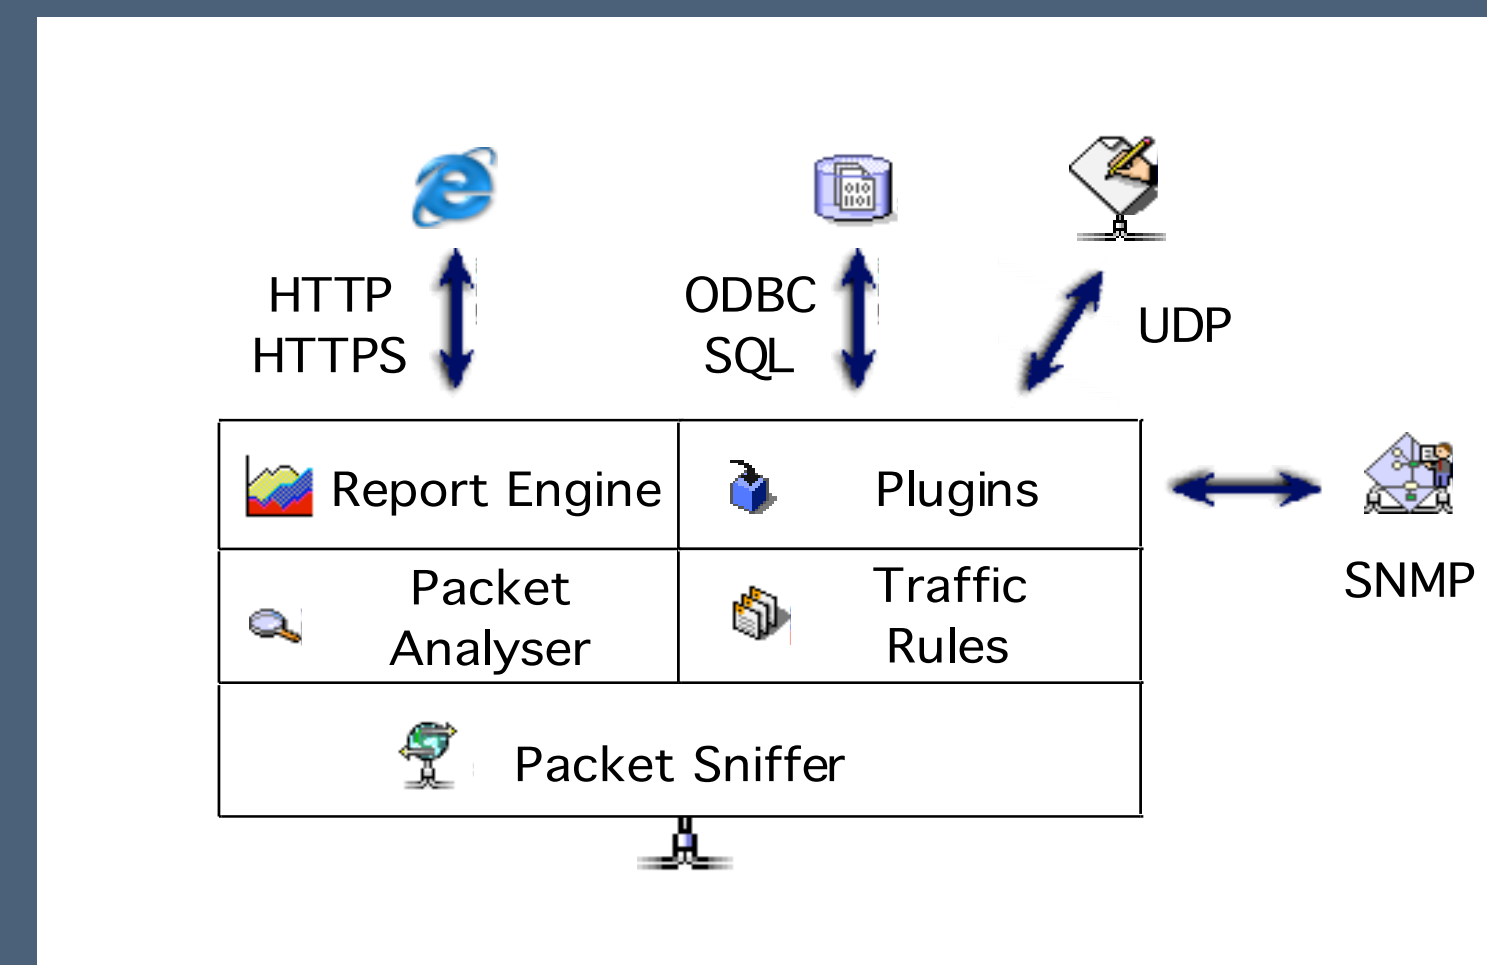 HTTP
HTTPS
ODBC
SQL
UDP
Report Engine
Plugins
SNMP
Packet
Analyser
Traffic
Rules
Packet Sniffer